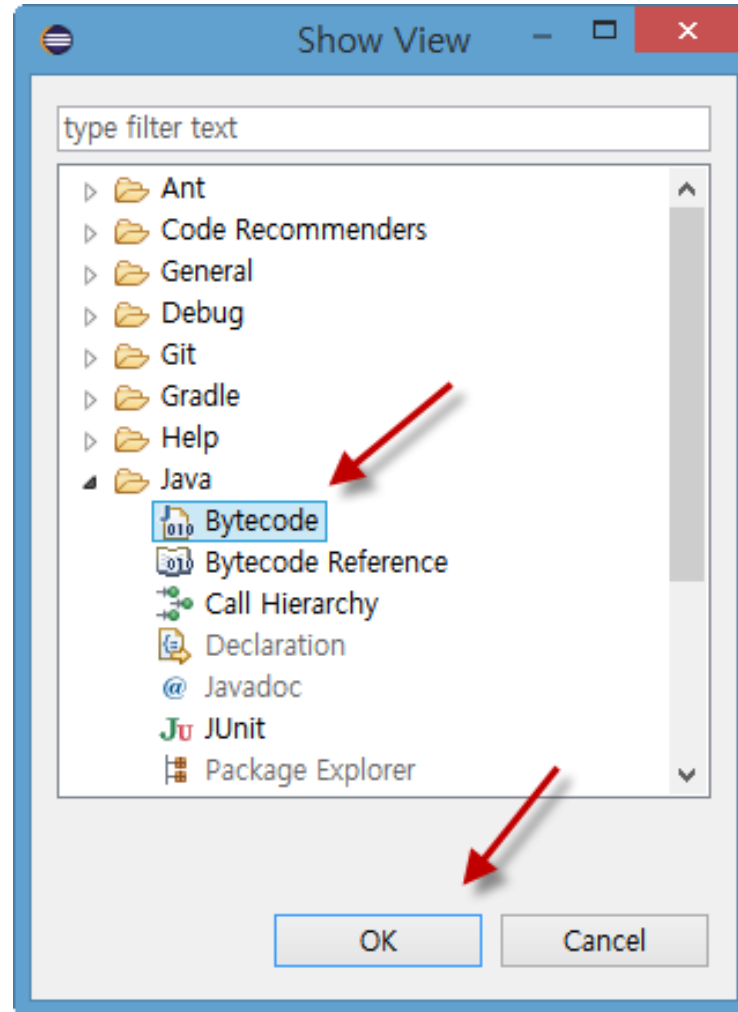 Show View
type filter text
Ant
Code Recommenders
General
Debug
Git
Gradle
Help
Java
Bytecode
Bytecode Reference
Call Hierarchy
Declaration
@ Javadoc
JU JUnit
Package Explorer
OK Cancel